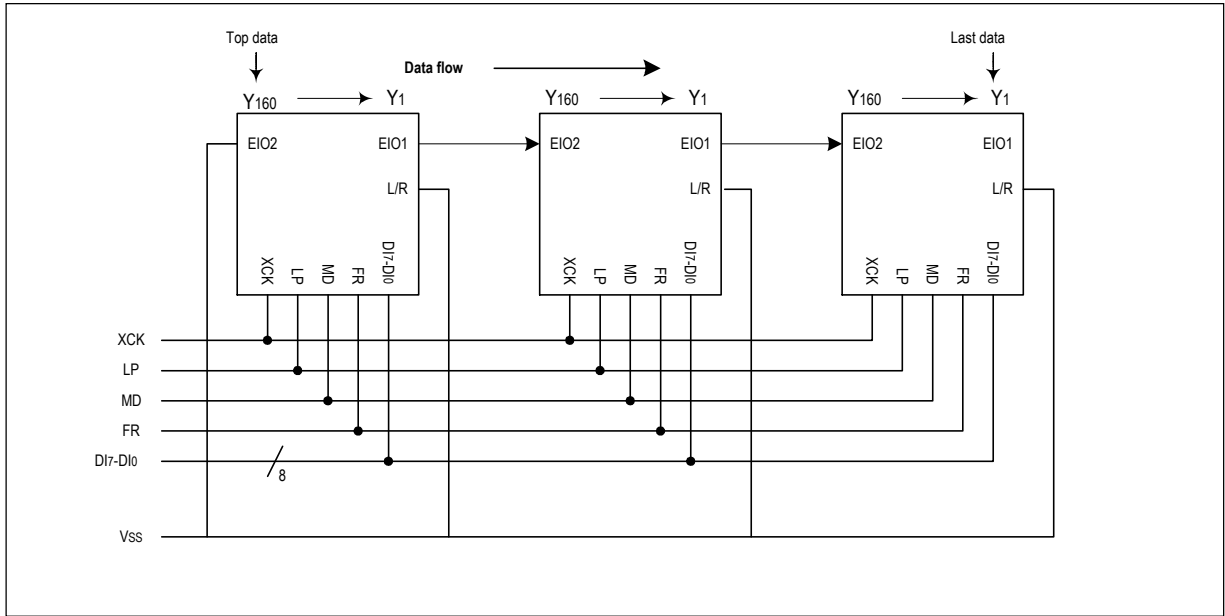 Top data
Last data
Data flow
Y160 Y1 Y160 Y1 Y160 Y1
EIO2 EIO1 EIO2 EIO1 EIO2 EIO1
L/R L/R L/R
XCK LP MD FR DI7-DI0 XCK LP MD FR DI7-DI0 XCK LP MD FR DI7-DI0
XCK
LP
MD
FR
DI7-DI0
8
VSS